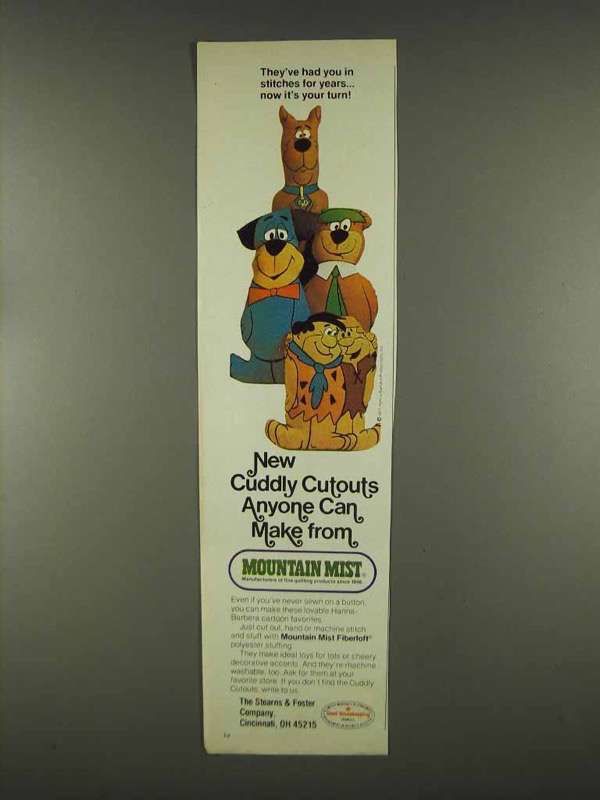 They've had you in
stitches for years...
now it's your turn!
New
Cuddly Cutouts
Anyone Can
Make from
MOUNTAIN MIST®
Manufacturers of fine quilting products since 1846
Even if you've never sewn on a button,
you can make these lovable Hanna-
Barbera cartoon favorites.
Just cut out, hand or machine stitch
and stuff with Mountain Mist Fiberloft®
polyester stuffing.
They make ideal toys for tots or cheery
decorative accents. And they're machine
washable, too. Ask for them at your
favorite store. If you don't find the Cuddly
Cutouts, write to us.
The Stearns & Foster
Company,
Cincinnati, OH 45215
Good Housekeeping